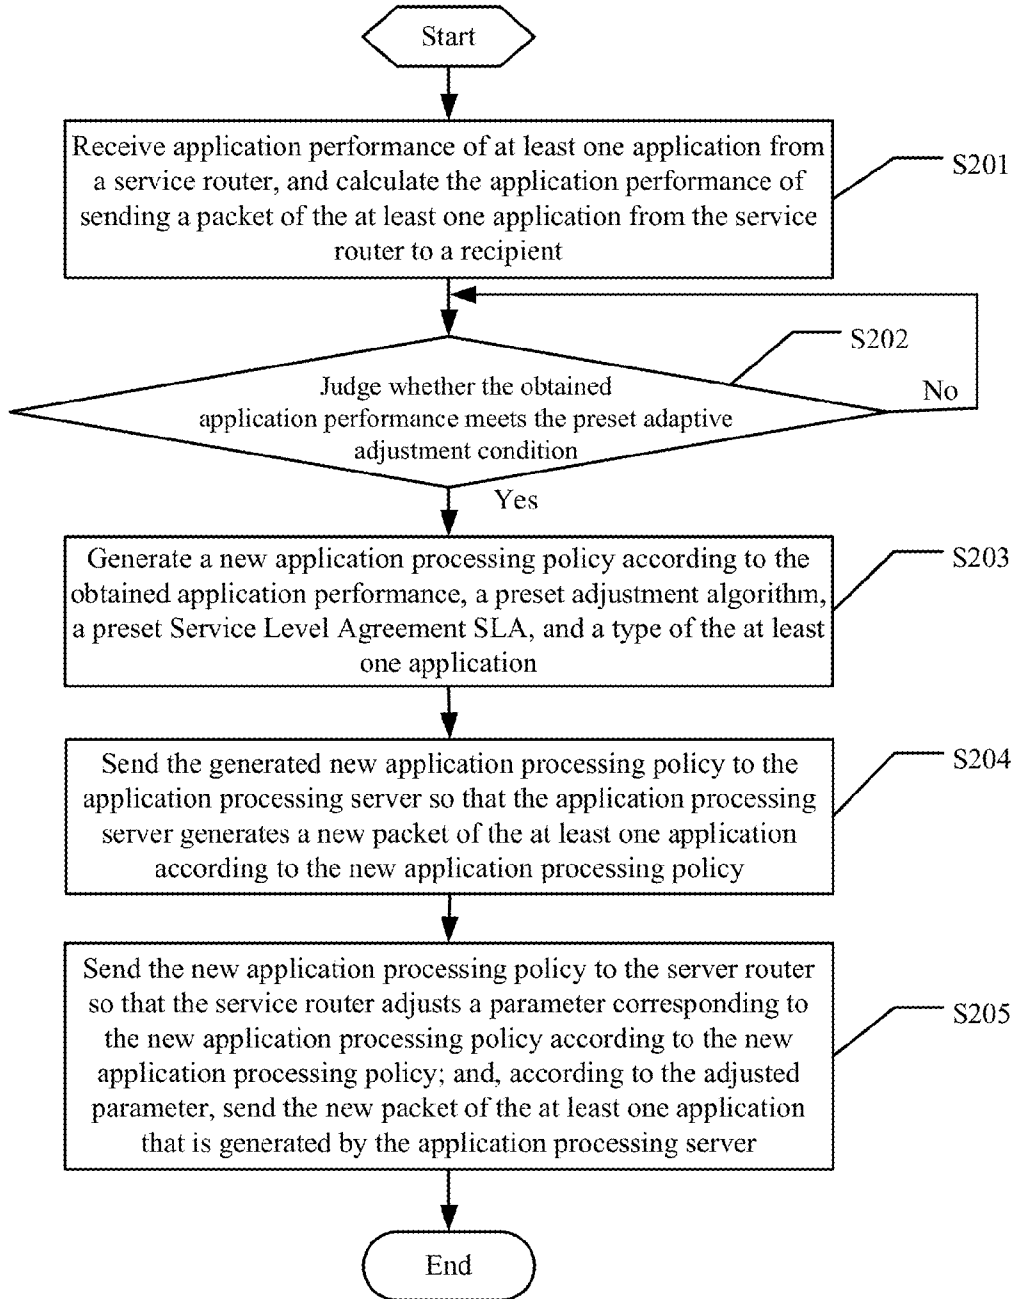 Start
Receive application performance of at least one application from
a service router, and calculate the application performance of
sending a packet of the at least one application from the service
router to a recipient
S201
S202
Judge whether the obtained
application performance meets the preset adaptive
adjustment condition
No
Yes
Generate a new application processing policy according to the
obtained application performance, a preset adjustment algorithm,
a preset Service Level Agreement SLA, and a type of the at least
one application
S203
Send the generated new application processing policy to the
application processing server so that the application processing
server generates a new packet of the at least one application
according to the new application processing policy
S204
Send the new application processing policy to the server router
so that the service router adjusts a parameter corresponding to
the new application processing policy according to the new
application processing policy; and, according to the adjusted
parameter, send the new packet of the at least one application
that is generated by the application processing server
S205
End